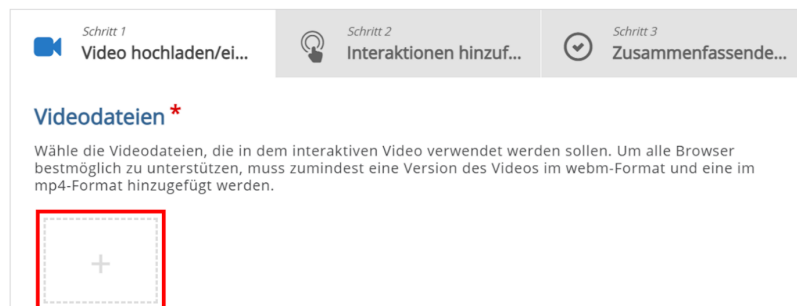 Schritt 1
Video hochladen/ei...
Schritt 2
Interaktionen hinzuf...
Schritt 3
Zusammenfassende...
Videodateien *
Wähle die Videodateien, die in dem interaktiven Video verwendet werden sollen. Um alle Browser
bestmöglich zu unterstützen, muss zumindest eine Version des Videos im webm-Format und eine im
mp4-Format hinzugefügt werden.
+